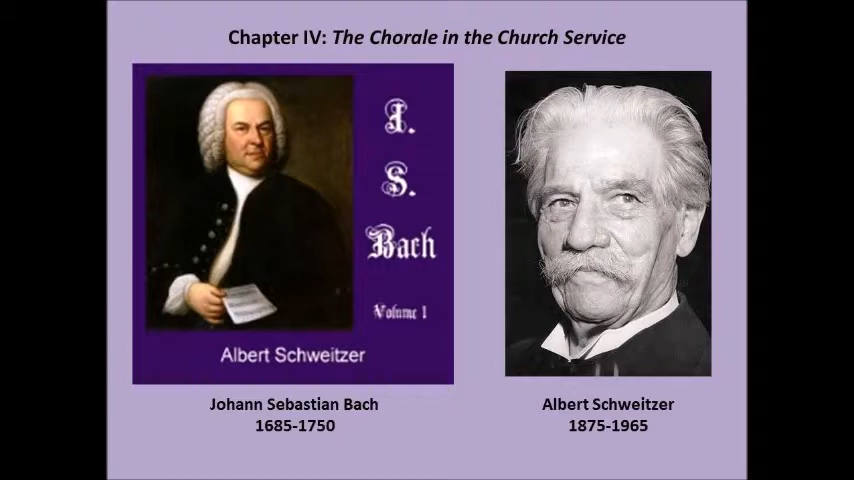 Chapter IV: The Chorale in the Church Service
J.
S.
Bach
Volume 1
Albert Schweitzer
Johann Sebastian Bach
1685-1750
Albert Schweitzer
1875-1965